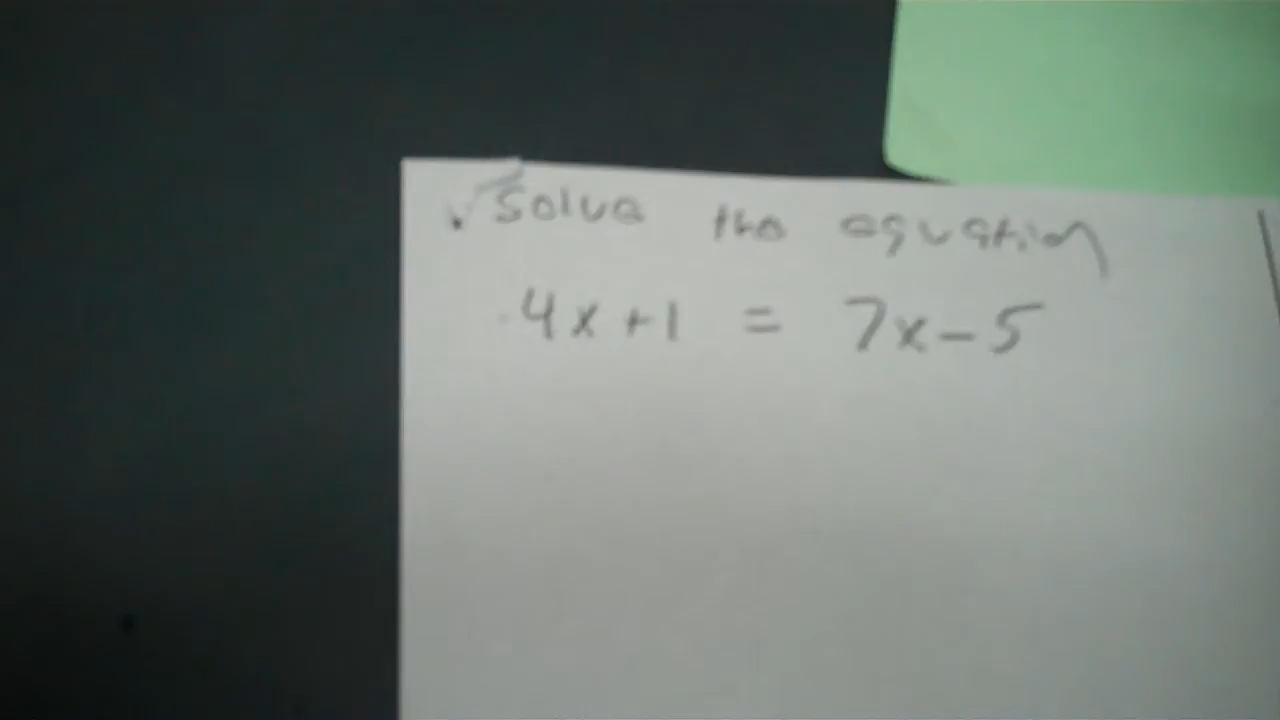 Solve the equation
4x+1 = 7x-5